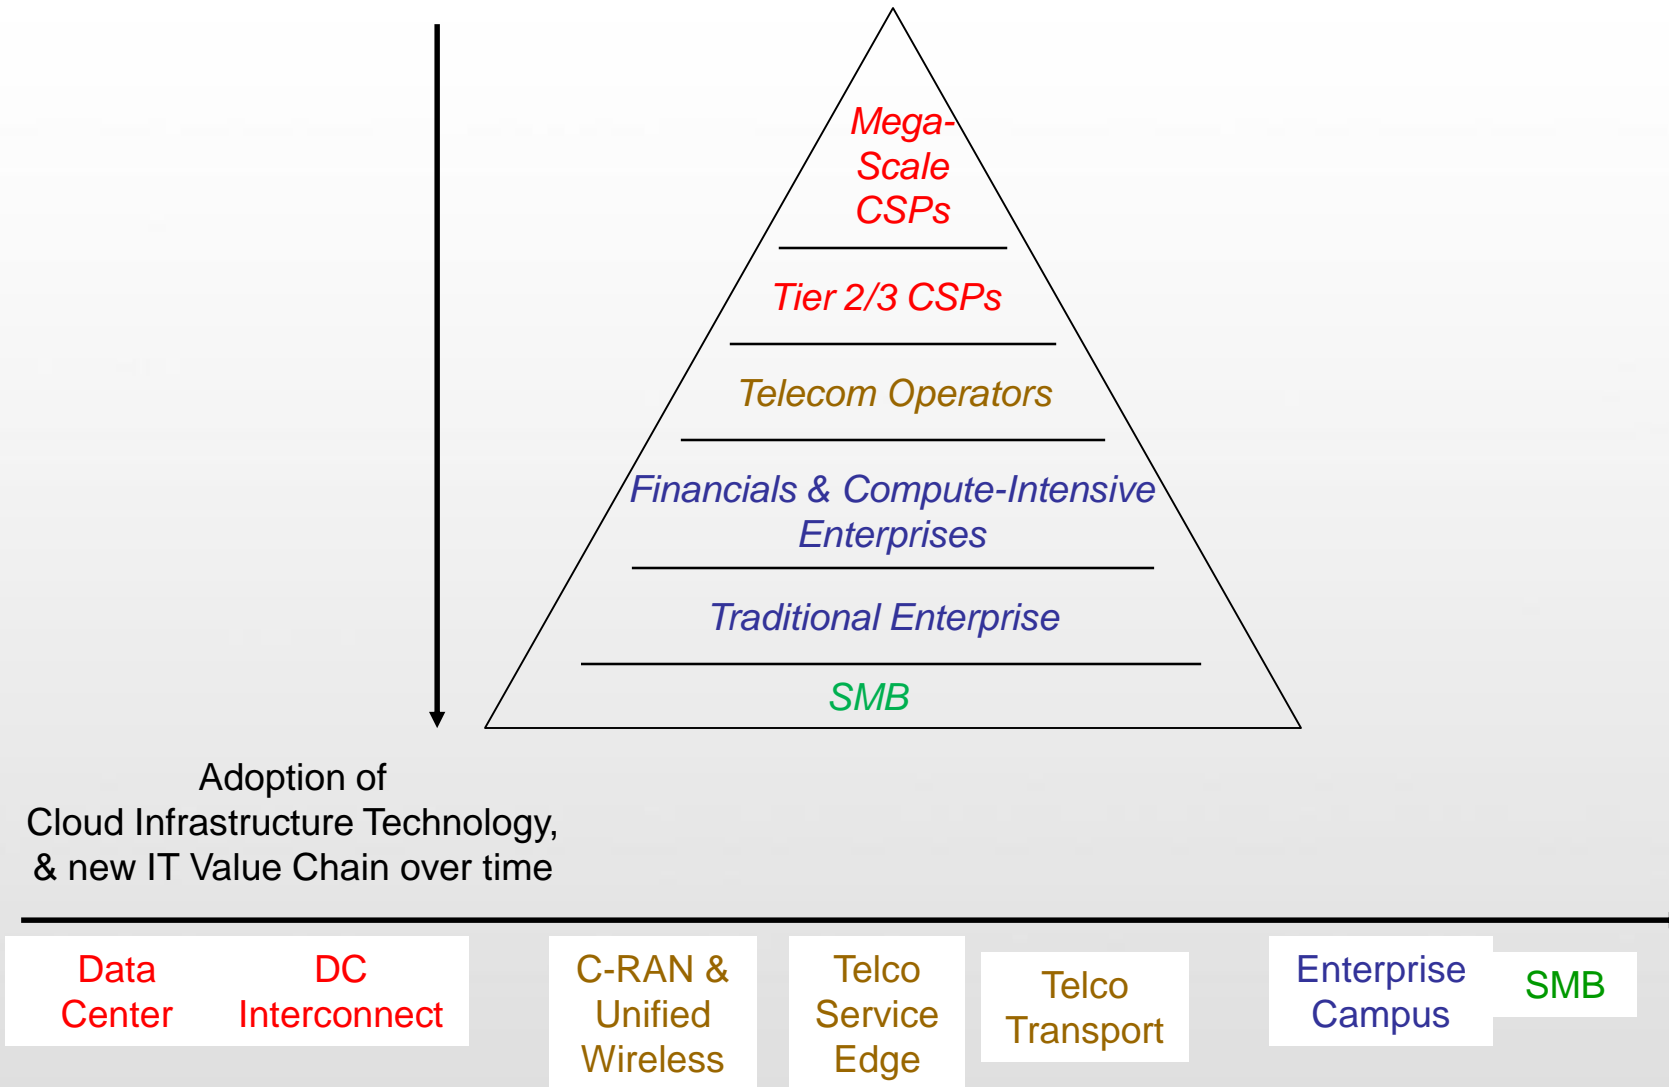 Mega-
Scale
CSPs
Tier 2/3 CSPs
Telecom Operators
Financials & Compute-Intensive
Enterprises
Traditional Enterprise
SMB
Adoption of
Cloud Infrastructure Technology,
& new IT Value Chain over time
Data
Center
DC
Interconnect
C-RAN &
Unified
Wireless
Telco
Service
Edge
Telco
Transport
Enterprise
Campus
SMB